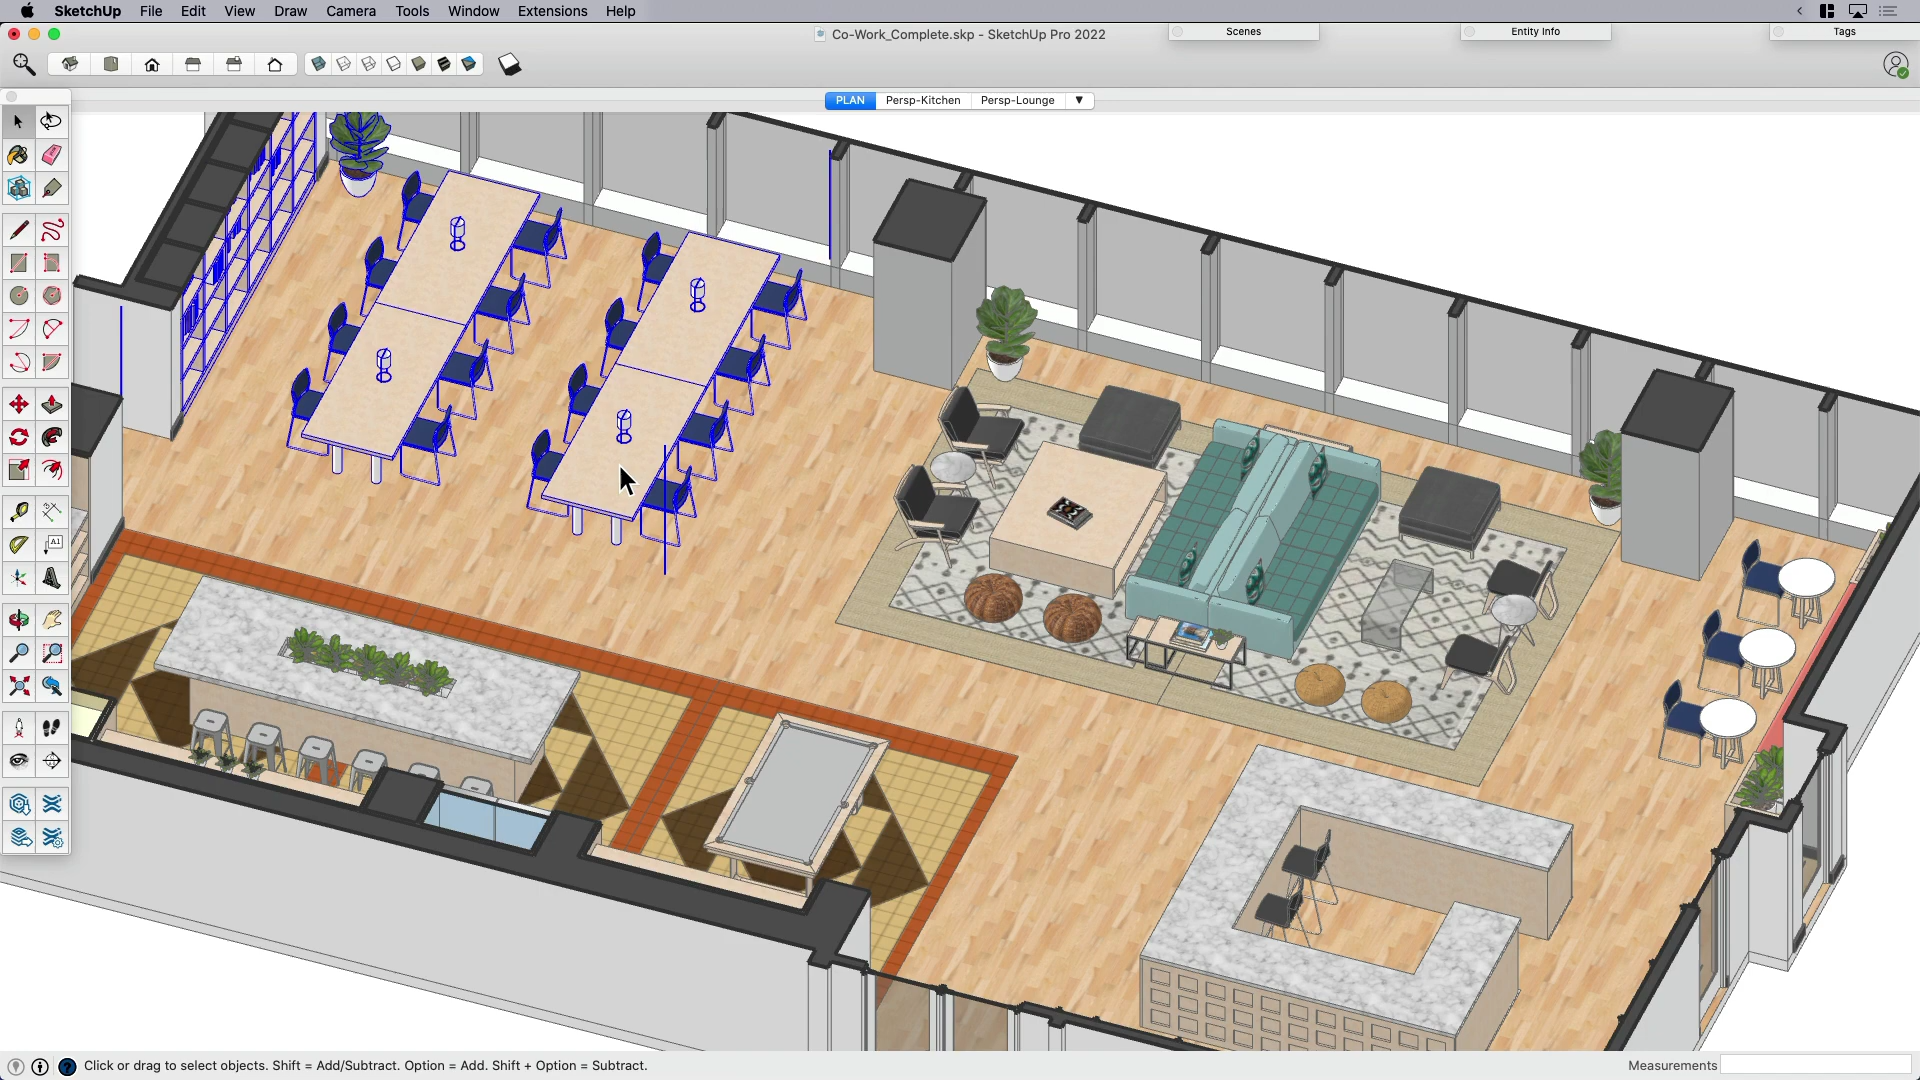 SketchUp File Edit View Draw Camera Tools Window Extensions Help
Co-Work_Complete.skp - SketchUp Pro 2022
Scenes
Entity Info
Tags
PLAN Persp-Kitchen Persp-Lounge
A1
Click or drag to select objects. Shift = Add/Subtract. Option = Add. Shift + Option = Subtract.
Measurements